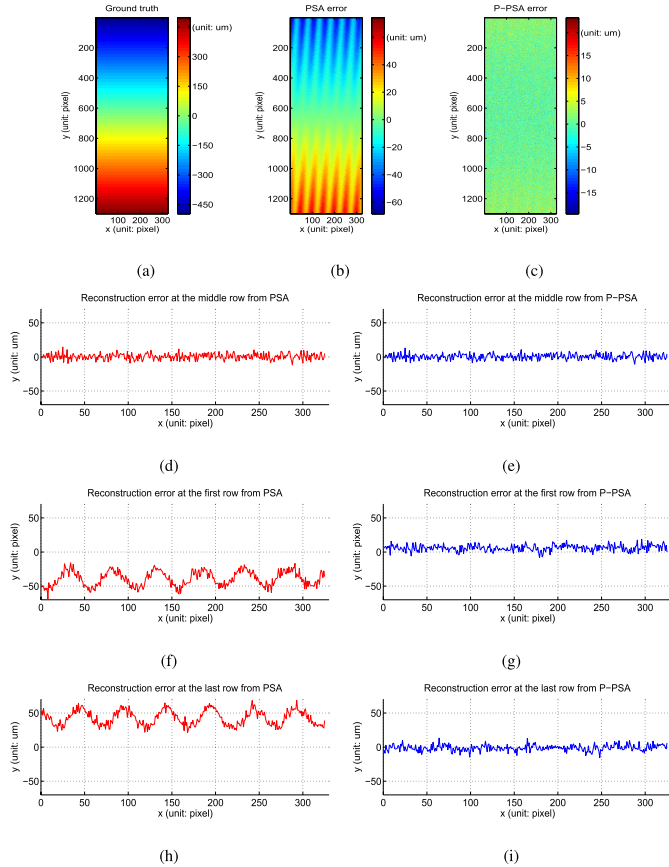 Ground truth
(unit: um)
0
200
400
600
800
1000
1200
y (unit: pixel)
100 200 300
x (unit: pixel)
450
300
150
0
−150
−300
−450
(a)
PSA error
(unit: um)
0
200
400
600
800
1000
1200
y (unit: pixel)
100 200 300
x (unit: pixel)
40
20
0
−20
−40
−60
(b)
P−PSA error
(unit: um)
0
200
400
600
800
1000
1200
y (unit: pixel)
100 200 300
x (unit: pixel)
20
15
10
5
0
−5
−10
−15
(c)
Reconstruction error at the middle row from PSA
y (unit: um)
50
0
−50
0 50 100 150 200 250 300
x (unit: pixel)
(d)
Reconstruction error at the middle row from P−PSA
y (unit: um)
50
0
−50
0 50 100 150 200 250 300
x (unit: pixel)
(e)
Reconstruction error at the first row from PSA
y (unit: pixel)
50
0
−50
0 50 100 150 200 250 300
x (unit: pixel)
(f)
Reconstruction error at the first row from P−PSA
y (unit: um)
50
0
−50
0 50 100 150 200 250 300
x (unit: pixel)
(g)
Reconstruction error at the last row from PSA
y (unit: um)
50
0
−50
0 50 100 150 200 250 300
x (unit: pixel)
(h)
Reconstruction error at the last row from P−PSA
y (unit: um)
50
0
−50
0 50 100 150 200 250 300
x (unit: pixel)
(i)